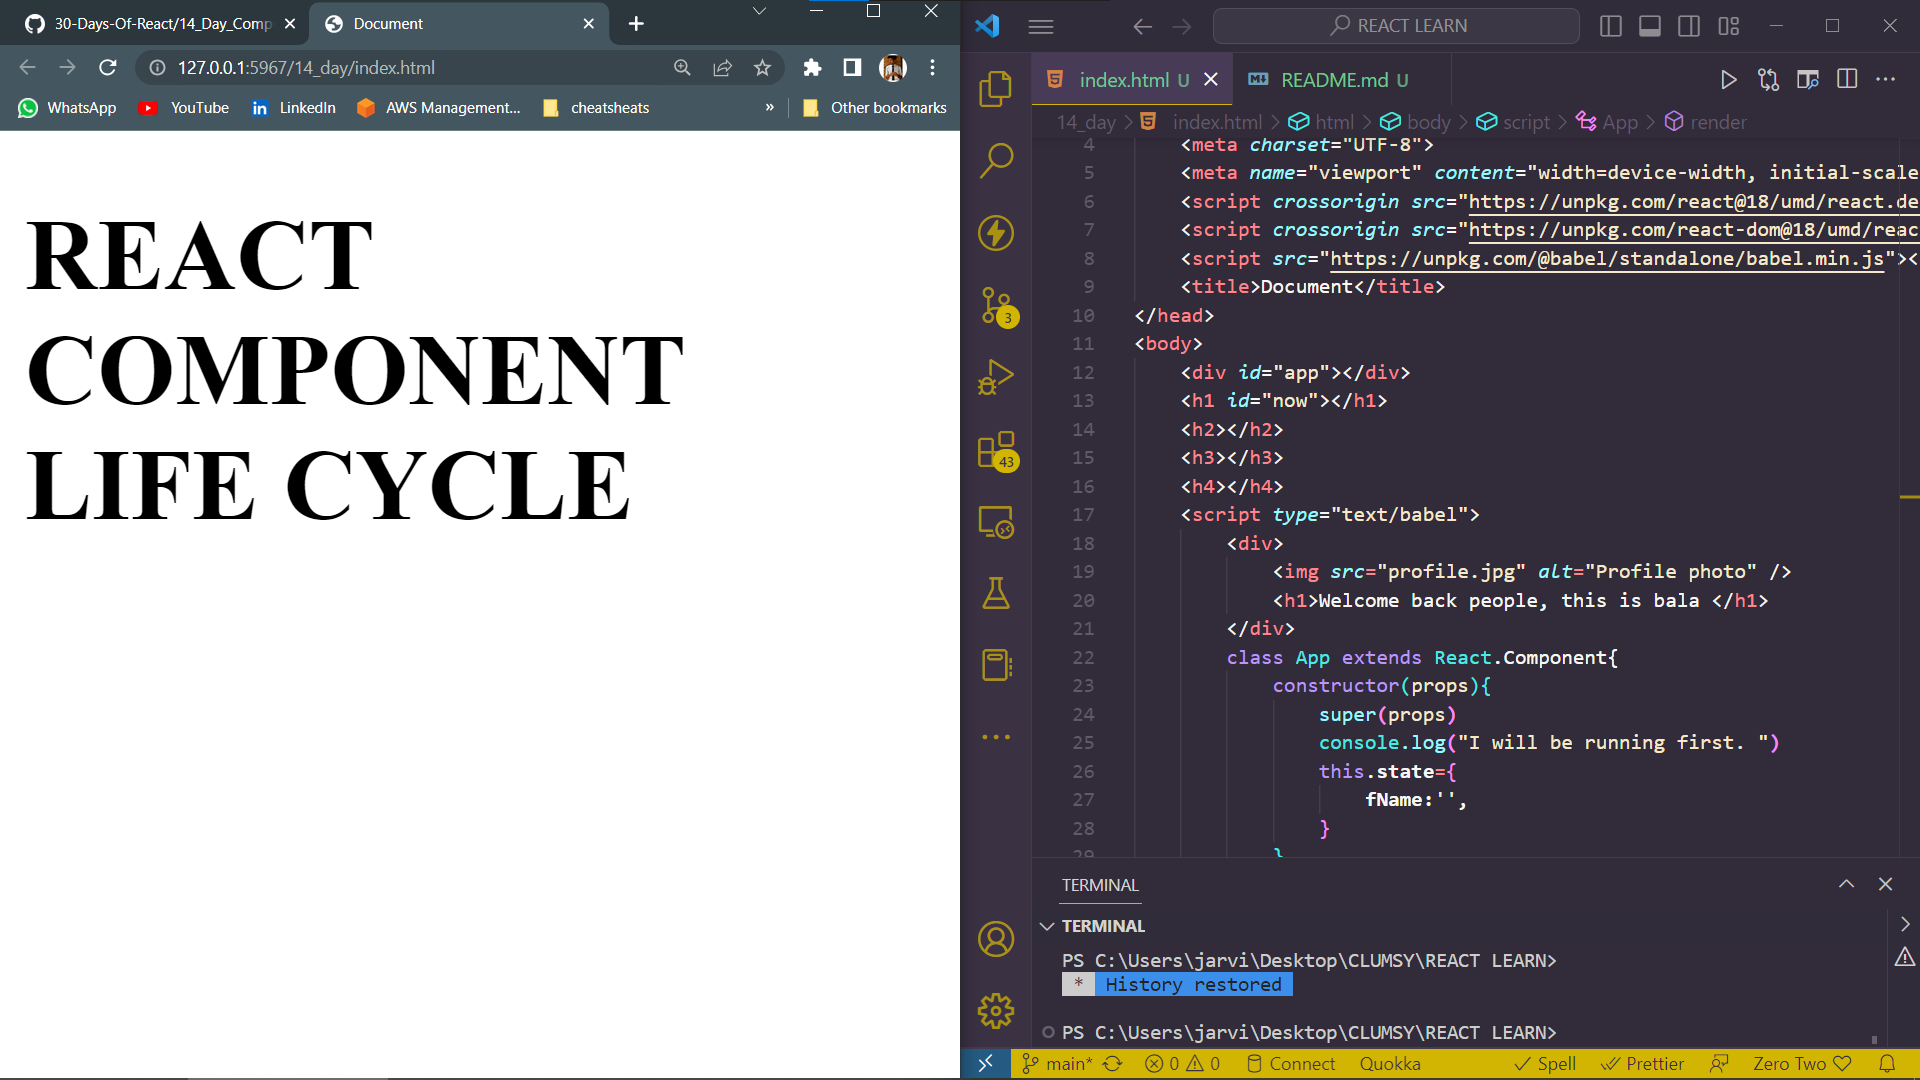 30-Days-Of-React/14_Day_Comp
Document
127.0.0.1:5967/14_day/index.html
WhatsApp
YouTube
LinkedIn
AWS Management...
cheatsheats
»
Other bookmarks
REACT
COMPONENT
LIFE CYCLE
REACT LEARN
index.html U
README.md U
14_day > index.html > html > body > script > App > render
4 <meta charset="UTF-8">
5 <meta name="viewport" content="width=device-width, initial-scale
6 <script crossorigin src="https://unpkg.com/react@18/umd/react.de
7 <script crossorigin src="https://unpkg.com/react-dom@18/umd/reac
8 <script src="https://unpkg.com/@babel/standalone/babel.min.js"><
9 <title>Document</title>
10 </head>
11 <body>
12 <div id="app"></div>
13 <h1 id="now"></h1>
14 <h2></h2>
15 <h3></h3>
16 <h4></h4>
17 <script type="text/babel">
18 <div>
19 <img src="profile.jpg" alt="Profile photo" />
20 <h1>Welcome back people, this is bala </h1>
21 </div>
22 class App extends React.Component{
23 constructor(props){
24 super(props)
25 console.log("I will be running first. ")
26 this.state={
27 fName:'',
28 }
29 }
3
43
TERMINAL
TERMINAL
PS C:\Users\jarvi\Desktop\CLUMSY\REACT LEARN>
* History restored
PS C:\Users\jarvi\Desktop\CLUMSY\REACT LEARN>
main* 0 0 Connect Quokka Spell Prettier Zero Two